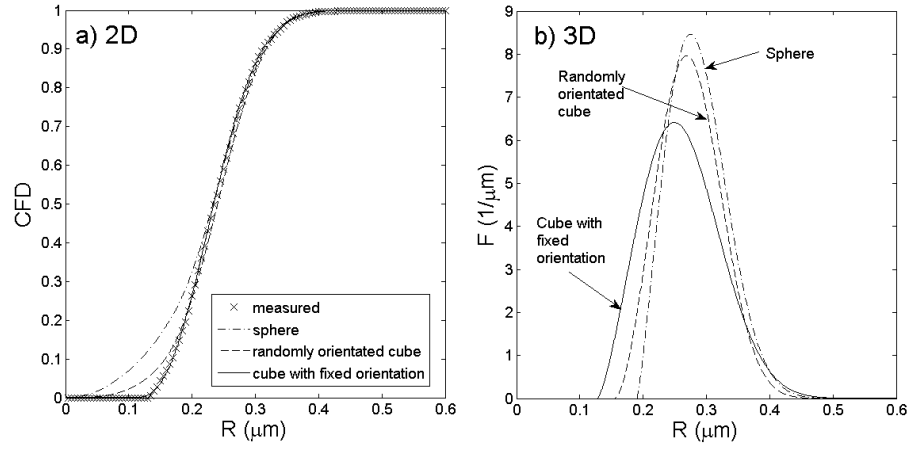 a) 2D
CFD
1
0.9
0.8
0.7
0.6
0.5
0.4
0.3
0.2
0.1
0
measured
sphere
randomly orientated cube
cube with fixed orientation
0
0.1
0.2
0.3
0.4
0.5
0.6
R (μm)
b) 3D
F (1/μm)
9
8
7
6
5
4
3
2
1
0
Sphere
Randomly
orientated
cube
Cube with
fixed
orientation
0
0.1
0.2
0.3
0.4
0.5
0.6
R (μm)